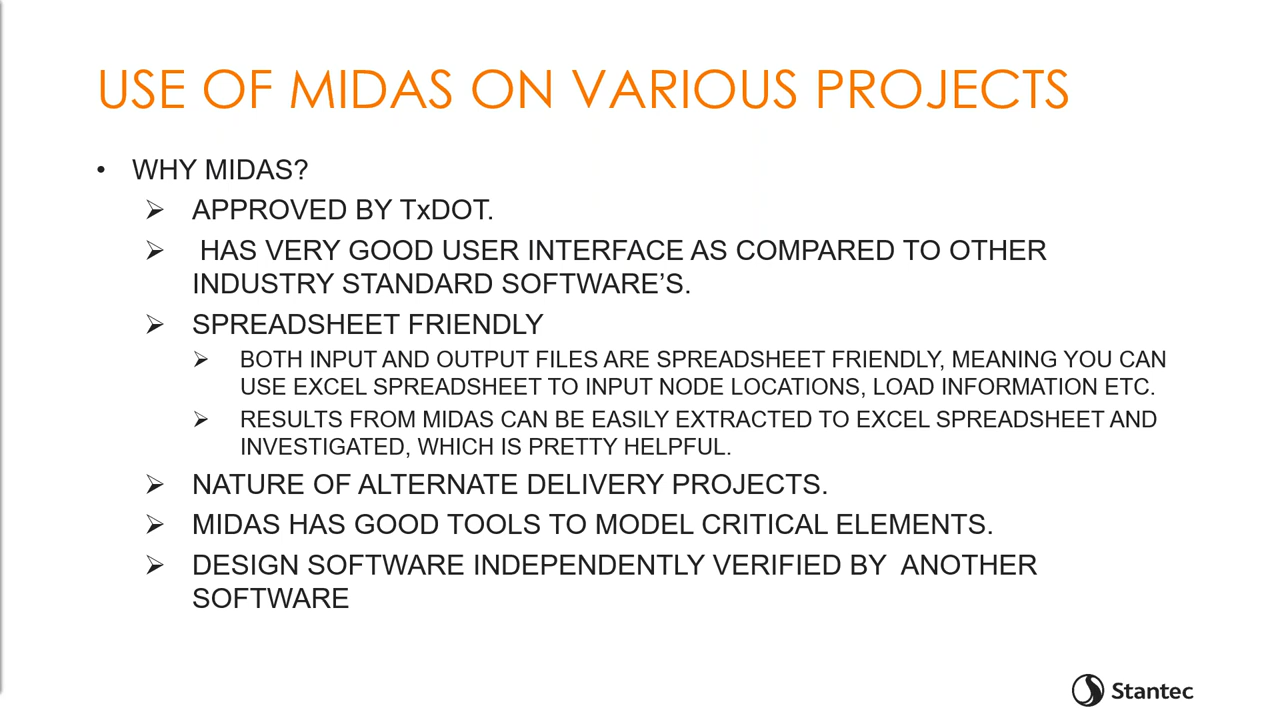 USE OF MIDAS ON VARIOUS PROJECTS
• WHY MIDAS?
➢ APPROVED BY TxDOT.
➢ HAS VERY GOOD USER INTERFACE AS COMPARED TO OTHER
INDUSTRY STANDARD SOFTWARE’S.
➢ SPREADSHEET FRIENDLY
➢ BOTH INPUT AND OUTPUT FILES ARE SPREADSHEET FRIENDLY, MEANING YOU CAN
USE EXCEL SPREADSHEET TO INPUT NODE LOCATIONS, LOAD INFORMATION ETC.
➢ RESULTS FROM MIDAS CAN BE EASILY EXTRACTED TO EXCEL SPREADSHEET AND
INVESTIGATED, WHICH IS PRETTY HELPFUL.
➢ NATURE OF ALTERNATE DELIVERY PROJECTS.
➢ MIDAS HAS GOOD TOOLS TO MODEL CRITICAL ELEMENTS.
➢ DESIGN SOFTWARE INDEPENDENTLY VERIFIED BY ANOTHER
SOFTWARE
Stantec